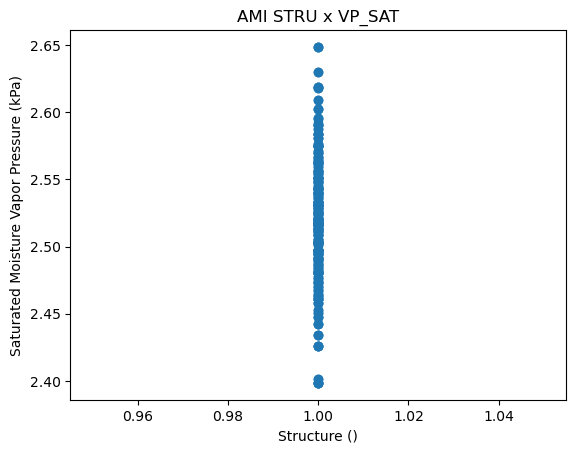 AMI STRU x VP_SAT
Saturated Moisture Vapor Pressure (kPa)
2.65
2.60
2.55
2.50
2.45
2.40
0.96 0.98 1.00 1.02 1.04
Structure ()